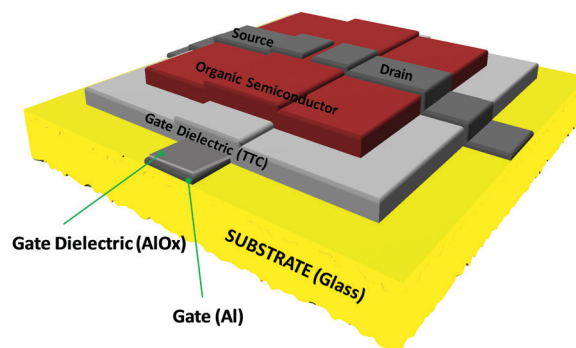 Source
Drain
Organic Semiconductor
Gate Dielectric (TTC)
Gate Dielectric (AlOx)
SUBSTRATE (Glass)
Gate (Al)